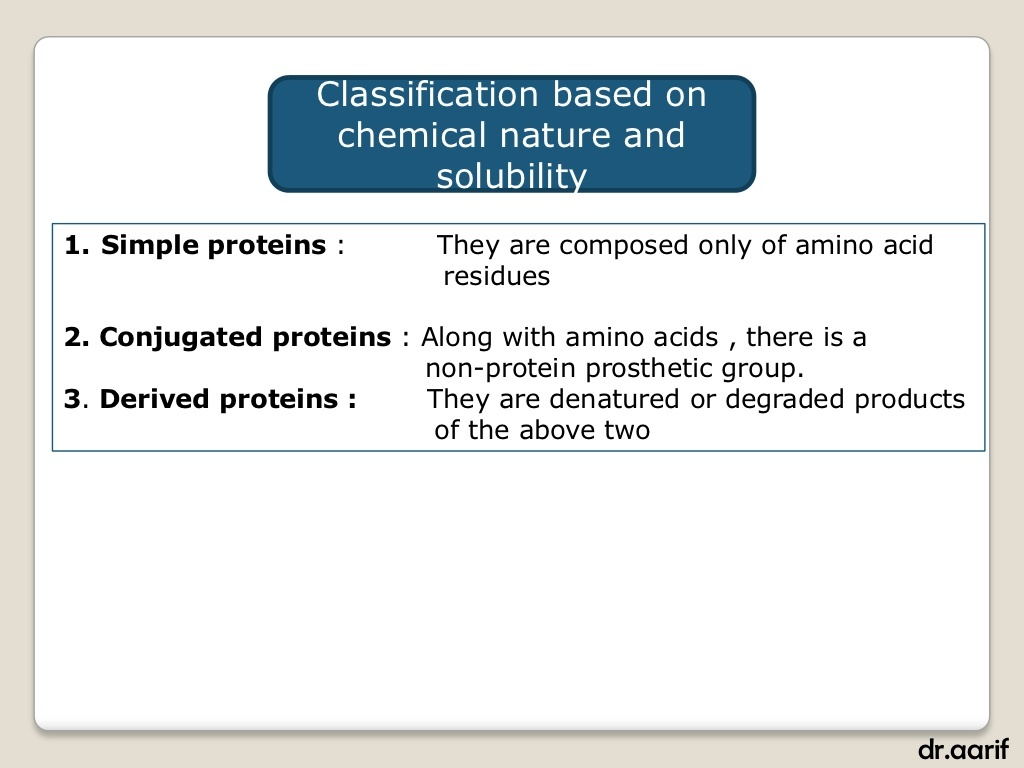 Classification based on
chemical nature and
solubility
1. Simple proteins : They are composed only of amino acid
residues
2. Conjugated proteins : Along with amino acids , there is a
non-protein prosthetic group.
3. Derived proteins : They are denatured or degraded products
of the above two
dr.aarif